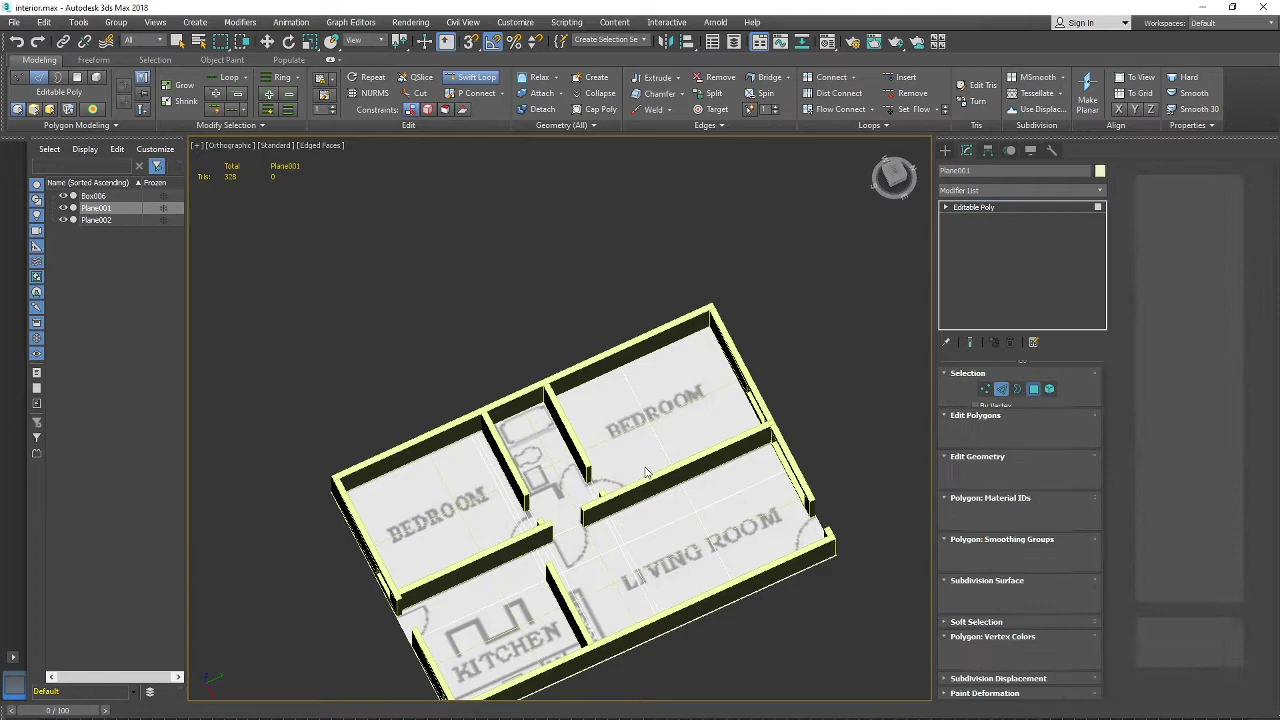 interior.max - Autodesk 3ds Max 2018
File Edit Tools Group Views Create Modifiers Animation Graph Editors Rendering Civil View Customize Scripting Content Interactive Arnold Help Sign In Workspaces: Default
All View Create Selection Se
Modeling Freeform Selection Object Paint Populate
Grow Loop Ring Repeat QSlice Swift Loop Relax Create Extrude Remove Bridge Connect Insert Edit Tris MSmooth To View Hard
Editable Poly Shrink NURMS Cut P Connect Attach Collapse Chamfer Split Spin Dist Connect Remove Turn Tessellate Make Planar To Grid Smooth
Constraints: Detach Cap Poly Weld Target Flow Connect Set Flow Use Displac... X Y Z Smooth 30
Polygon Modeling Modify Selection Edit Geometry (All) Edges Loops Tris Subdivision Align Properties
Select Display Edit Customize
[+] [Orthographic] [Standard] [Edged Faces]
Total Plane001
Tris: 328 0
Name (Sorted Ascending) Frozen
Box006
Plane001
Plane002
BEDROOM
BEDROOM
LIVING ROOM
KITCHEN
Plane001
Modifier List
Editable Poly
Selection
Edit Polygons
Edit Geometry
Polygon: Material IDs
Polygon: Smoothing Groups
Subdivision Surface
Soft Selection
Polygon: Vertex Colors
Subdivision Displacement
Paint Deformation
Default
0 / 100